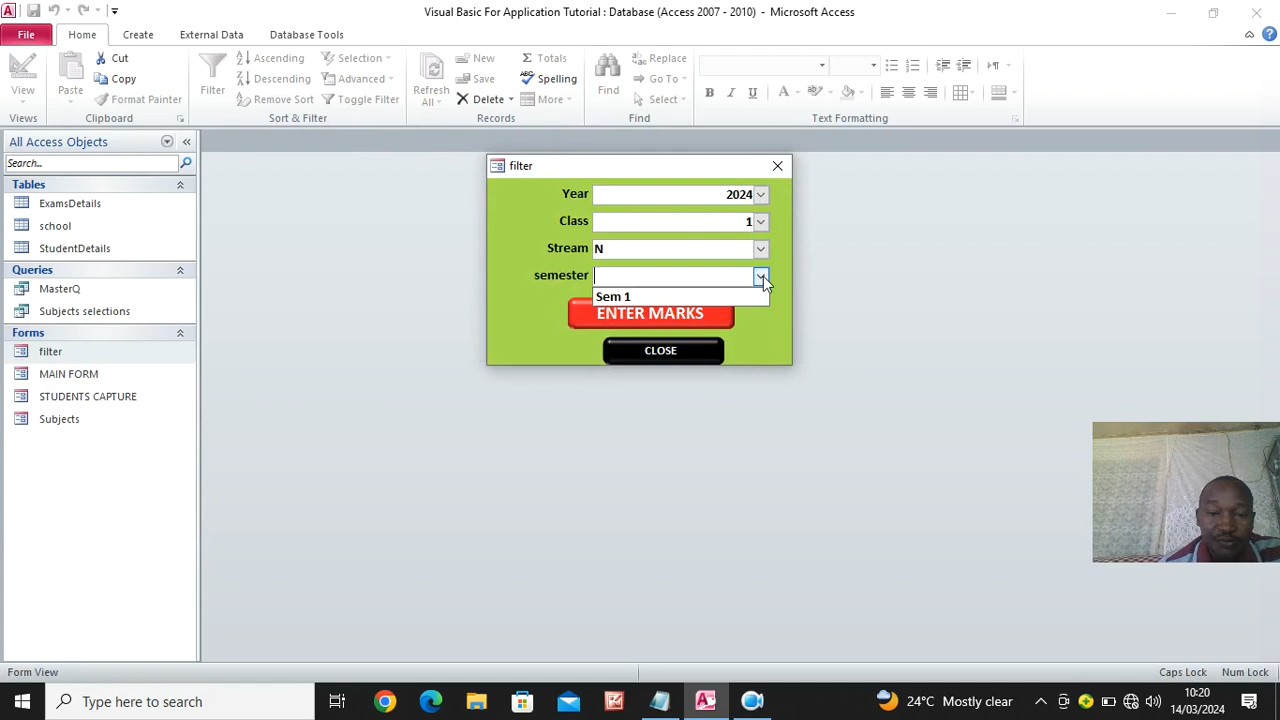 Visual Basic For Application Tutorial : Database (Access 2007 - 2010) - Microsoft Access
File Home Create External Data Database Tools
View
Views
Paste
Cut
Copy
Format Painter
Clipboard
Filter
Ascending
Descending
Remove Sort
Selection
Advanced
Toggle Filter
Sort & Filter
Refresh All
New
Save
Delete
Totals
Spelling
More
Records
Find
Replace
Go To
Select
Find
B I U A
Text Formatting
All Access Objects
Search...
Tables
ExamsDetails
school
StudentDetails
Queries
MasterQ
Subjects selections
Forms
filter
MAIN FORM
STUDENTS CAPTURE
Subjects
filter
Year 2024
Class 1
Stream N
semester
Sem 1
ENTER MARKS
CLOSE
Form View
Caps Lock Num Lock
Type here to search
24°C Mostly clear
10:20
14/03/2024